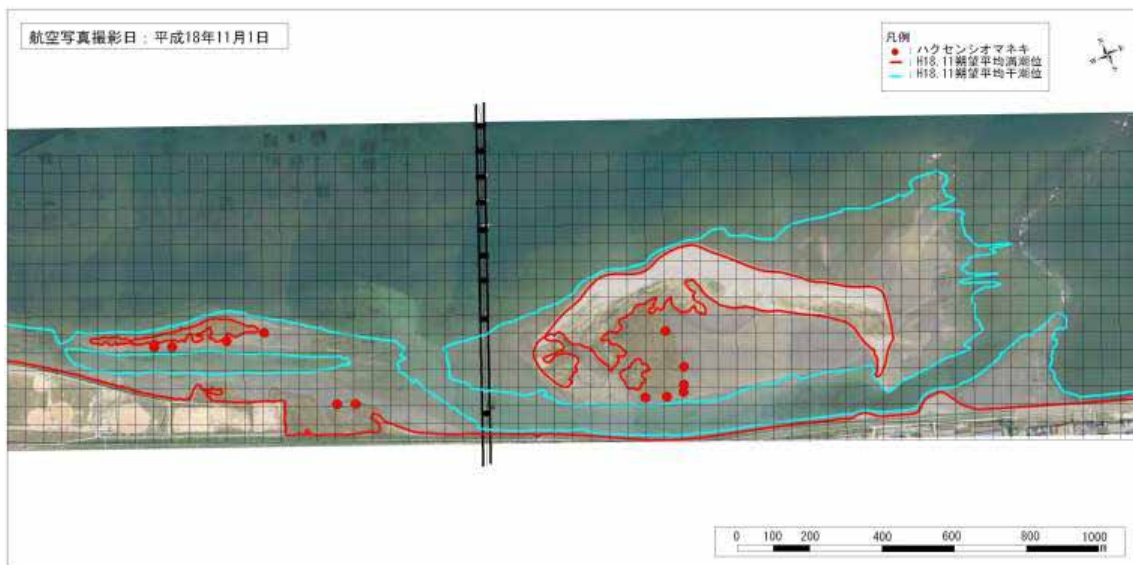 航空写真撮影日：平成18年11月1日
凡例
：ハクセンシオマネキ
：H18.11朔望平均満潮位
：H18.11朔望平均干潮位
0 100 200 400 600 800 1000
m